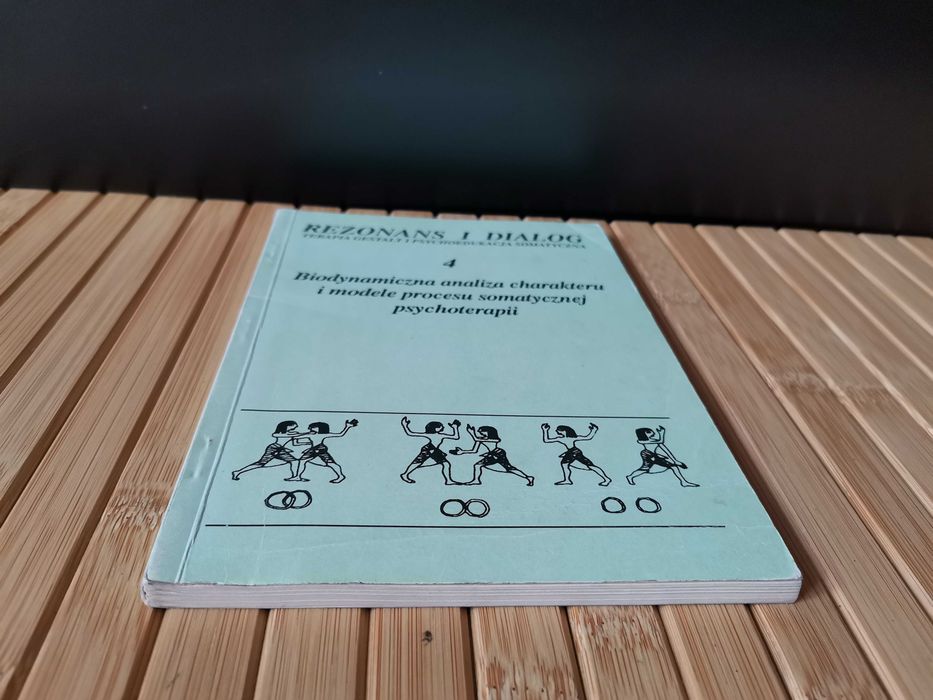 REZONANS I DIALOG
TERAPIA GESTALT I PSYCHOEDUKACJA SOMATYCZNA
4
Biodynamiczna analiza charakteru
i modele procesu somatycznej
psychoterapii